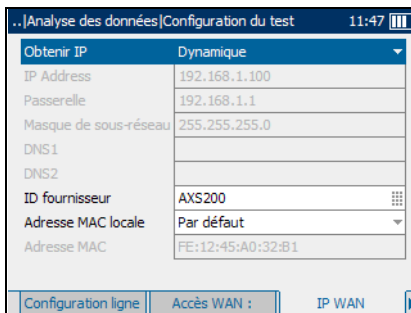 ..|Analyse des données|Configuration du test 11:47
Obtenir IP Dynamique
IP Address 192.168.1.100
Passerelle 192.168.1.1
Masque de sous-réseau 255.255.255.0
DNS1
DNS2
ID fournisseur AXS200
Adresse MAC locale Par défaut
Adresse MAC FE:12:45:A0:32:B1
Configuration ligne Accès WAN : IP WAN